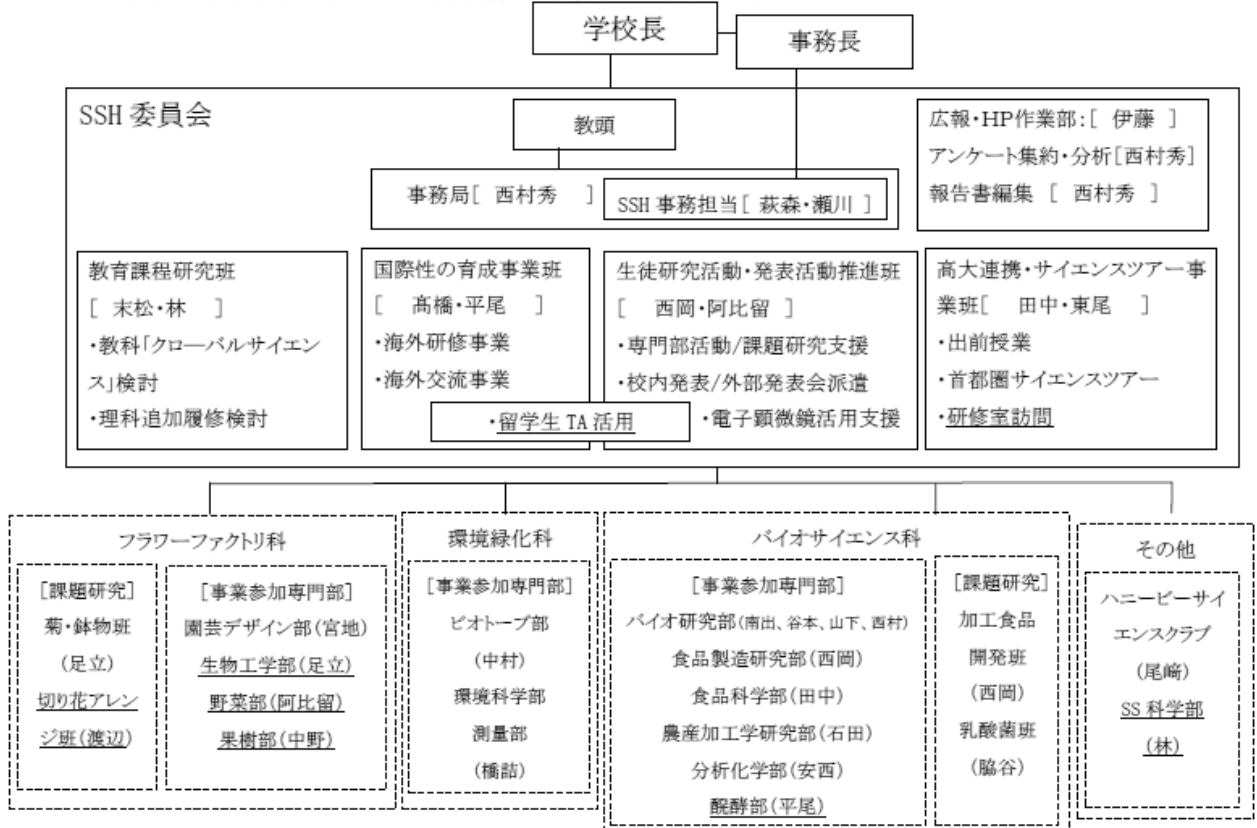 学校長
事務長
SSH 委員会
教頭
事務局[ 西村秀 ]
SSH 事務担当[ 萩森・瀬川 ]
広報・HP作業部:[ 伊藤 ]
アンケート集約・分析[西村秀]
報告書編集 [ 西村秀 ]
教育課程研究班
[ 末松・林 ]
・教科「クローバルサイエン
ス」検討
・理科追加履修検討
国際性の育成事業班
[ 髙橋・平尾 ]
・海外研修事業
・海外交流事業
・留学生 TA 活用
生徒研究活動・発表活動推進班
[ 西岡・阿比留 ]
・専門部活動/課題研究支援
・校内発表/外部発表会派遣
・電子顕微鏡活用支援
高大連携・サイエンスツアー事
業班[ 田中・東尾 ]
・出前授業
・首都圏サイエンスツアー
・研修室訪問
フラワーファクトリ科
[課題研究]
菊・鉢物班
(足立)
切り花アレン
ジ班(渡辺)
[事業参加専門部]
園芸デザイン部(宮地)
生物工学部(足立)
野菜部(阿比留)
果樹部(中野)
環境緑化科
[事業参加専門部]
ビオトープ部
(中村)
環境科学部
測量部
(橋詰)
バイオサイエンス科
[事業参加専門部]
バイオ研究部(南出、谷本、山下、西村)
食品製造研究部(西岡)
食品科学部(田中)
農産加工学研究部(石田)
分析化学部(安西)
醗酵部(平尾)
[課題研究]
加工食品
開発班
(西岡)
乳酸菌班
(脇谷)
その他
ハニービーサイ
エンスクラブ
(尾﨑)
SS 科学部
(林)